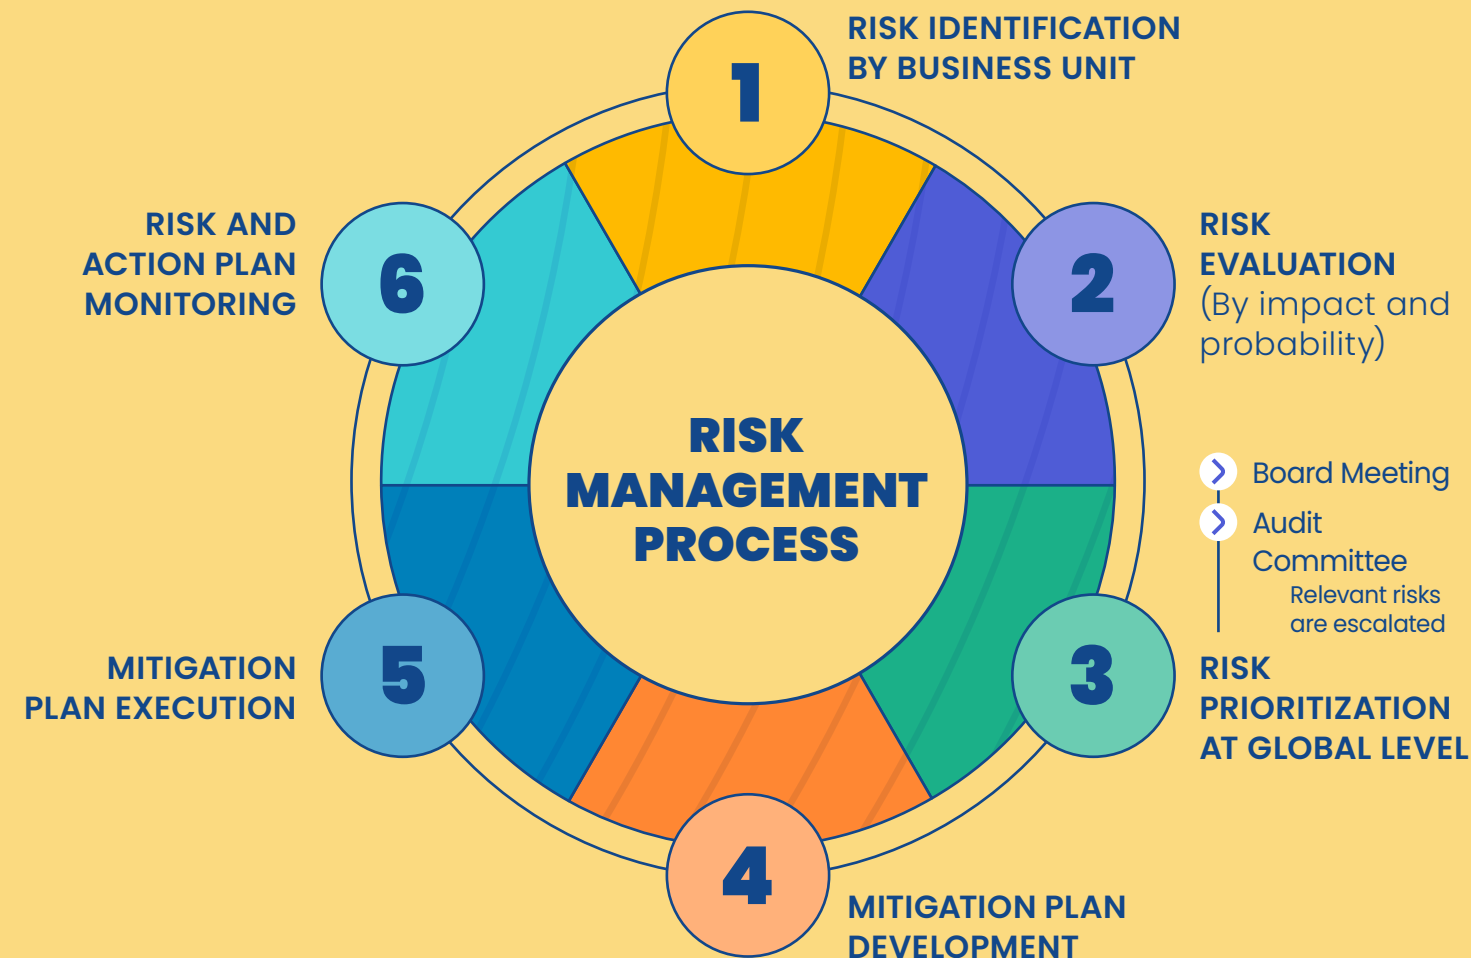 1
RISK IDENTIFICATION
BY BUSINESS UNIT
2
RISK
EVALUATION
(By impact and
probability)
Board Meeting
Audit
Committee
Relevant risks
are escalated
3
RISK
PRIORITIZATION
AT GLOBAL LEVEL
4
MITIGATION PLAN
DEVELOPMENT
5
MITIGATION
PLAN EXECUTION
6
RISK AND
ACTION PLAN
MONITORING
RISK
MANAGEMENT
PROCESS